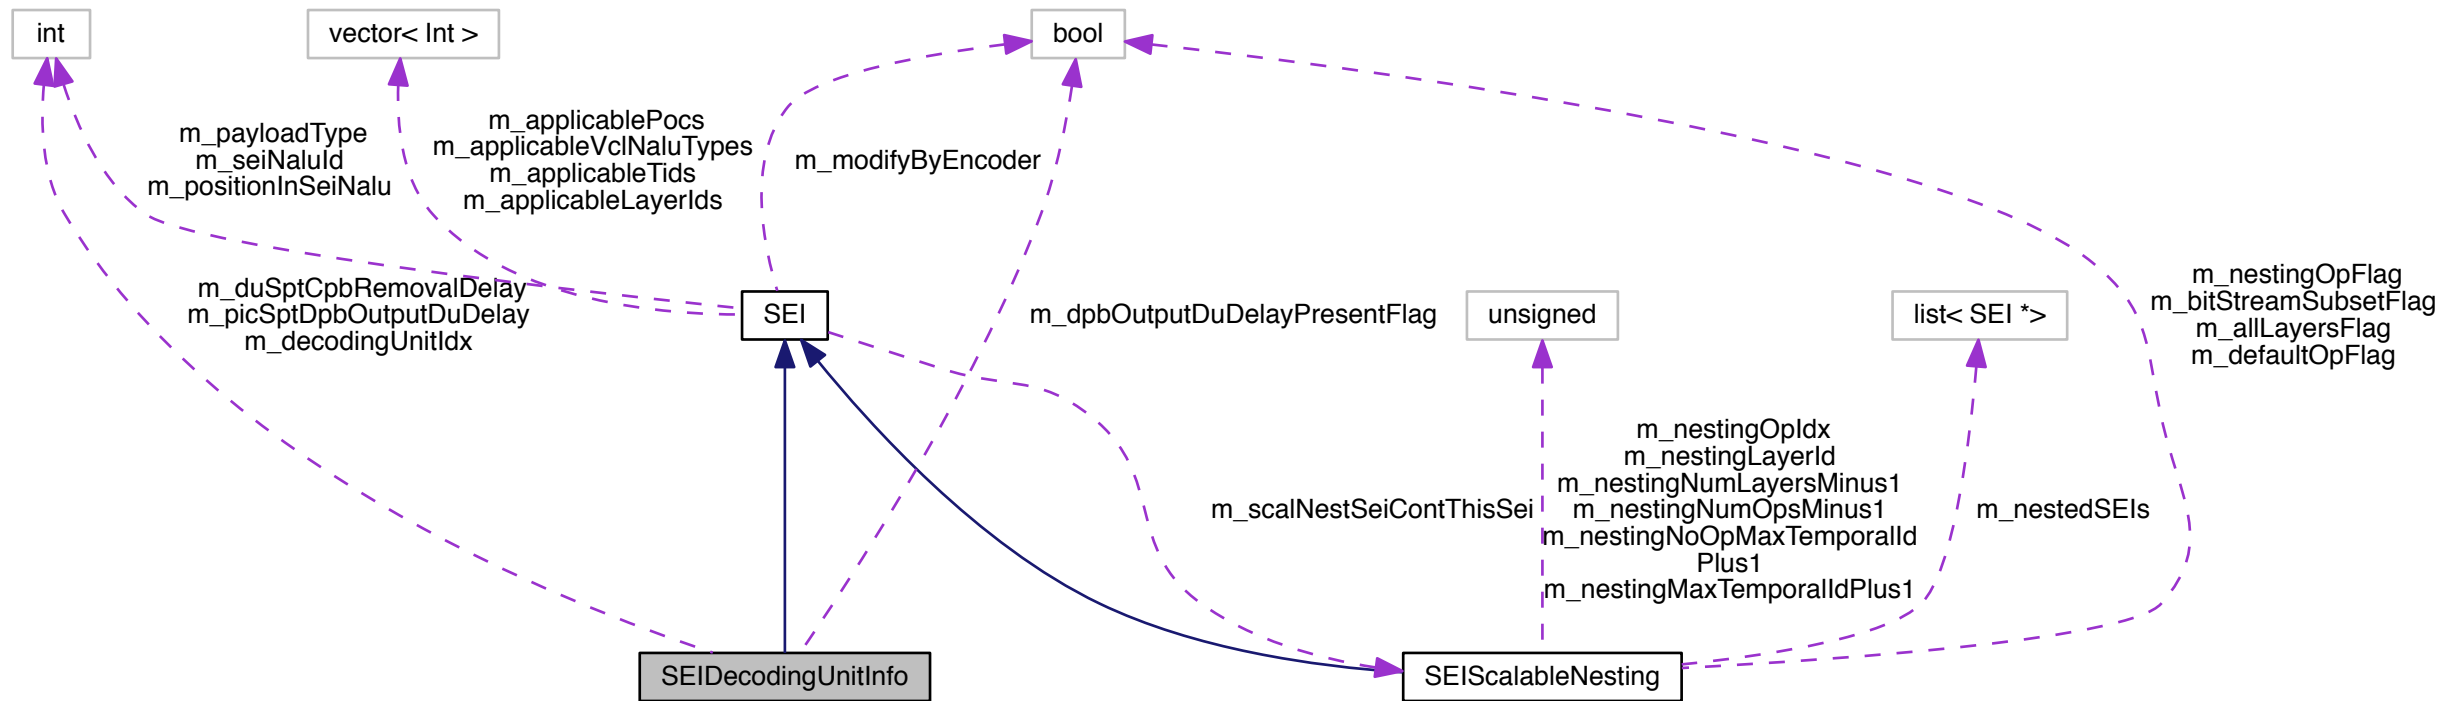 int
vector< Int >
bool
m_payloadType
m_seiNaluId
m_positionInSeiNalu
m_applicablePocs
m_applicableVclNaluTypes
m_applicableTids
m_applicableLayerIds
m_modifyByEncoder
m_duSptCpbRemovalDelay
m_picSptDpbOutputDuDelay
m_decodingUnitIdx
SEI
m_dpbOutputDuDelayPresentFlag
unsigned
list< SEI *>
m_nestingOpFlag
m_bitStreamSubsetFlag
m_allLayersFlag
m_defaultOpFlag
m_scalNestSeiContThisSei
m_nestingOpIdx
m_nestingLayerId
m_nestingNumLayersMinus1
m_nestingNumOpsMinus1
m_nestingNoOpMaxTemporalId
Plus1
m_nestingMaxTemporalIdPlus1
m_nestedSEIs
SEIDecodingUnitInfo
SEIScalableNesting